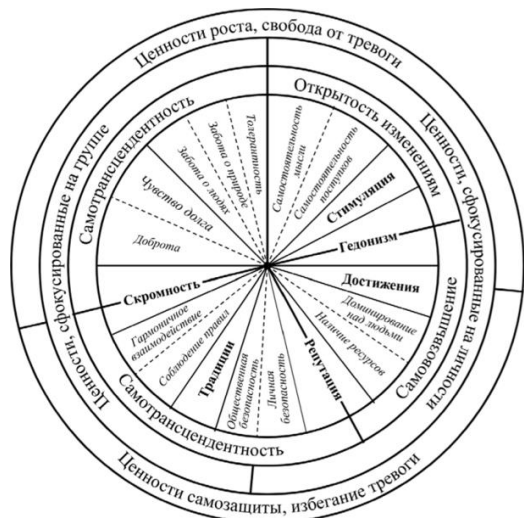 Ценности роста, свобода от тревоги
Ценности, сфокусированные на группе
Ценности, сфокусированные на личности
Ценности самозащиты, избегание тревоги
Самотрансцендентность
Открытость изменениям
Самовозвышение
Самотрансцендентность
Толерантность
Забота о природе
Забота о людях
Чувство долга
Доброта
Скромность
Гармоничное
взаимодействие
Соблюдение правил
Традиции
Общественная
безопасность
Личная
безопасность
Репутация
Наличие ресурсов
Доминирование
над людьми
Достижения
Гедонизм
Стимуляция
Самостоятельность
поступков
Самостоятельность
мысли